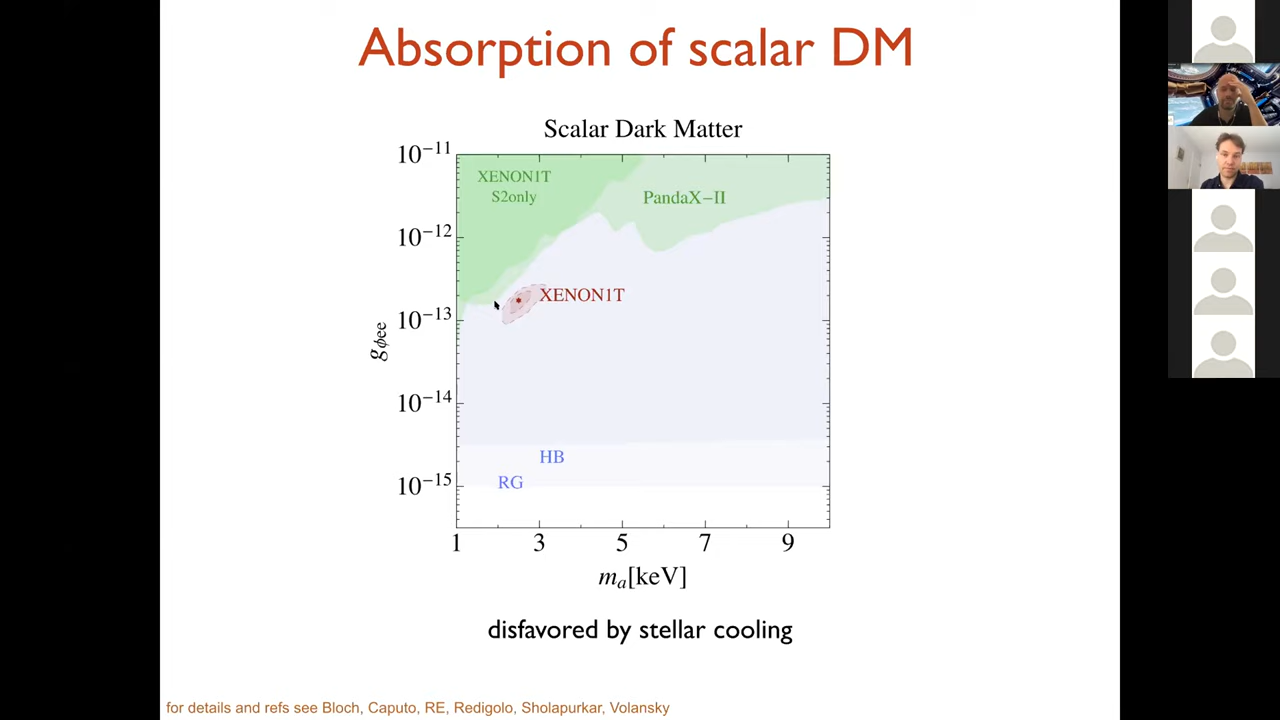 Absorption of scalar DM
Scalar Dark Matter
10⁻¹¹
XENON1T
S2only
PandaX–II
10⁻¹²
XENON1T
10⁻¹³
gϕee
10⁻¹⁴
HB
RG
10⁻¹⁵
1 3 5 7 9
mₐ[keV]
disfavored by stellar cooling
for details and refs see Bloch, Caputo, RE, Redigolo, Sholapurkar, Volansky